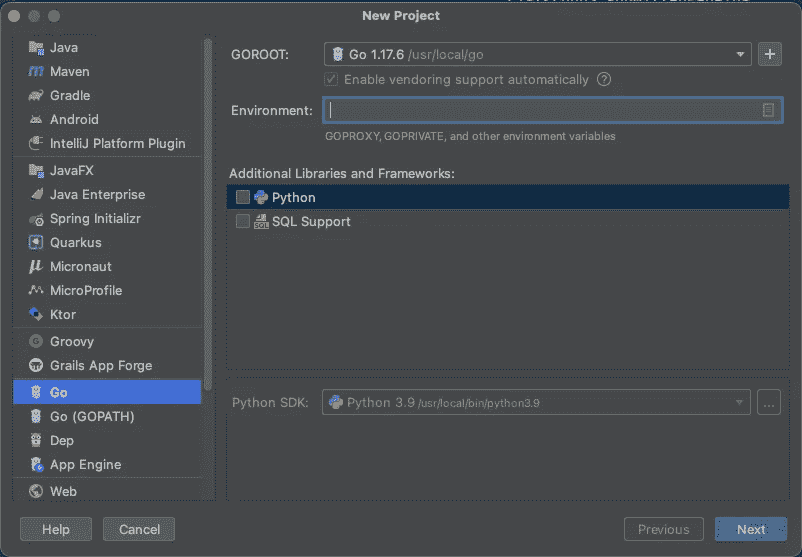 New Project
Java
Maven
Gradle
Android
IntelliJ Platform Plugin
JavaFX
Java Enterprise
Spring Initializr
Quarkus
Micronaut
MicroProfile
Ktor
Groovy
Grails App Forge
Go
Go (GOPATH)
Dep
App Engine
Web
GOROOT: Go 1.17.6 /usr/local/go
Enable vendoring support automatically ?
Environment:
GOPROXY, GOPRIVATE, and other environment variables
Additional Libraries and Frameworks:
Python
SQL Support
Python SDK: Python 3.9 /usr/local/bin/python3.9 ...
Help Cancel Previous Next